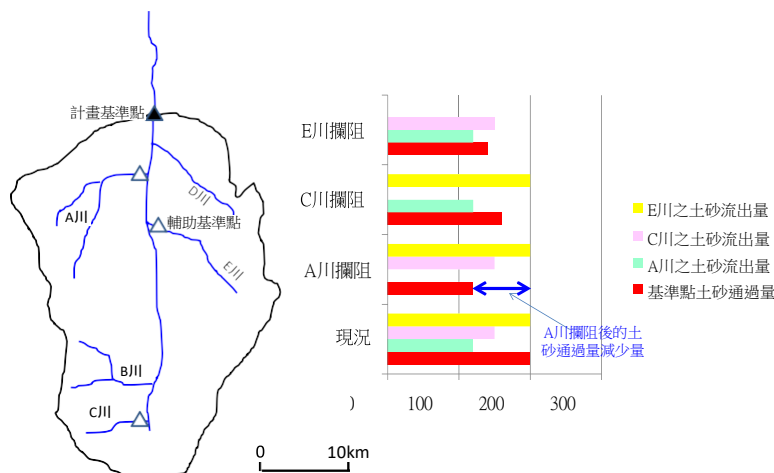 計畫基準點
D川
A川
輔助基準點
E川
B川
C川
0 10km
E川攔阻
C川攔阻
A川攔阻
現況
A川攔阻後的土
砂通過量減少量
100 200 300
E川之土砂流出量
C川之土砂流出量
A川之土砂流出量
基準點土砂通過量